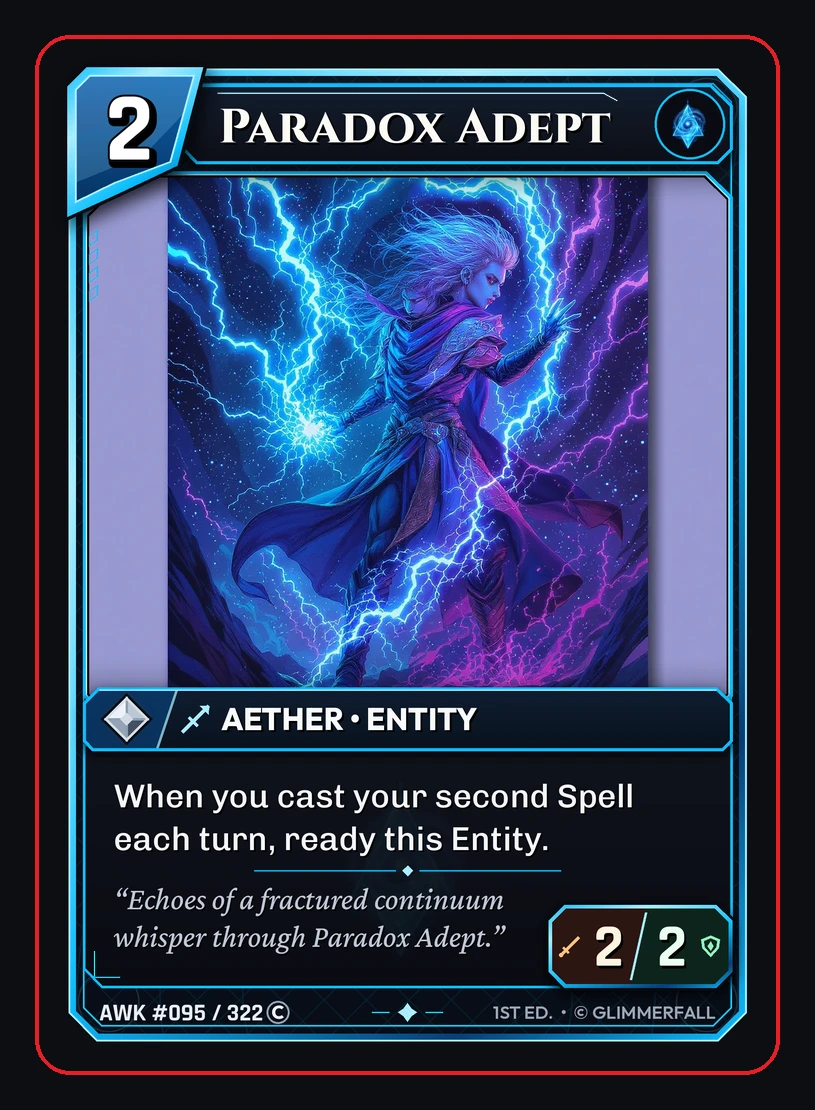 2
PARADOX ADEPT
AETHER • ENTITY
When you cast your second Spell
each turn, ready this Entity.
“Echoes of a fractured continuum
whisper through Paradox Adept.”
2 / 2
AWK #095 / 322 Ⓒ
1ST ED. • © GLIMMERFALL